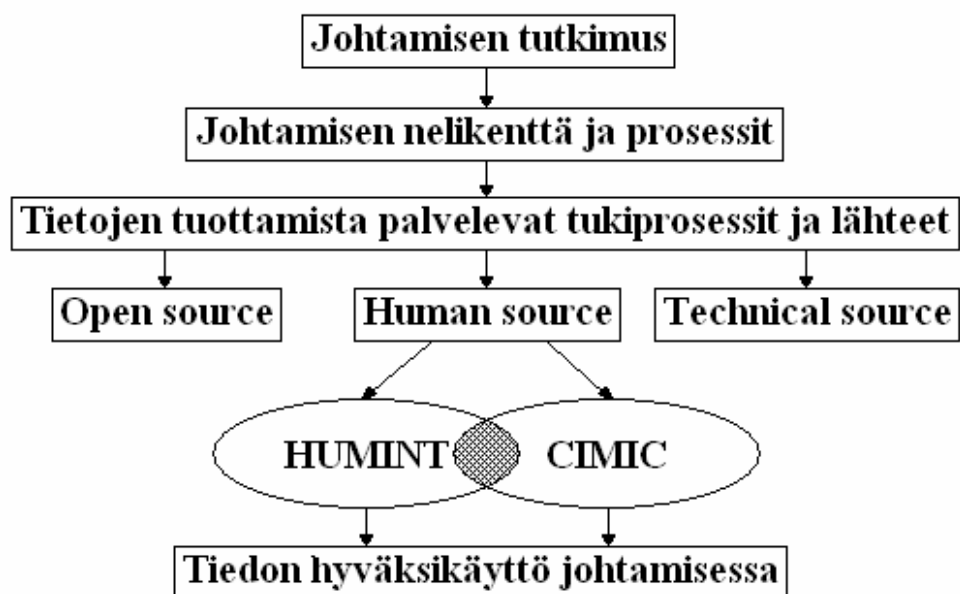 Johtamisen tutkimus
Johtamisen nelikenttä ja prosessit
Tietojen tuottamista palvelevat tukiprosessit ja lähteet
Open source
Human source
Technical source
HUMINT
CIMIC
Tiedon hyväksikäyttö johtamisessa